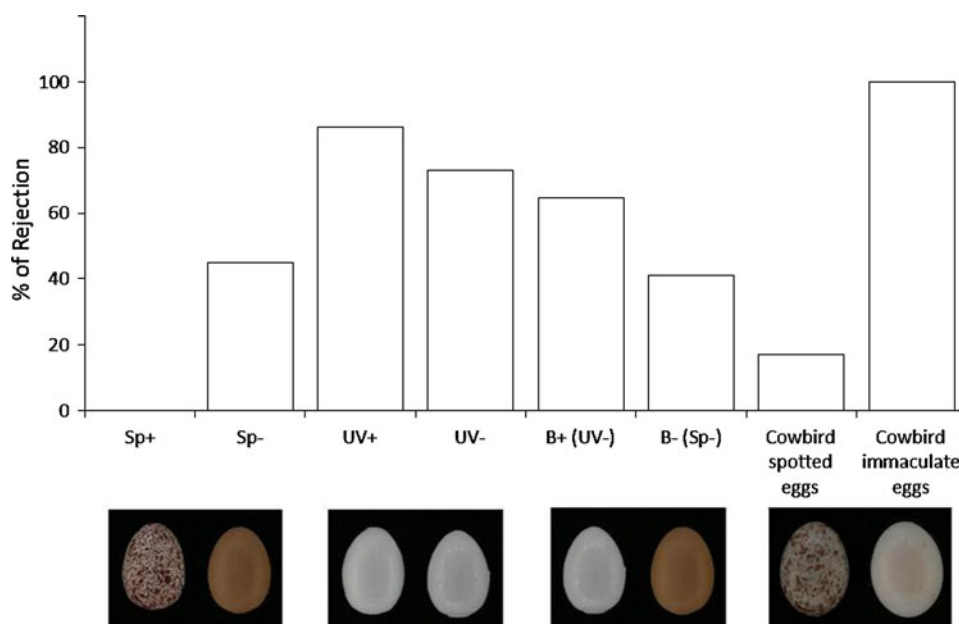 % of Rejection
100
80
60
40
20
0
Sp+
Sp-
UV+
UV-
B+ (UV-)
B- (Sp-)
Cowbird
spotted
eggs
Cowbird
immaculate
eggs